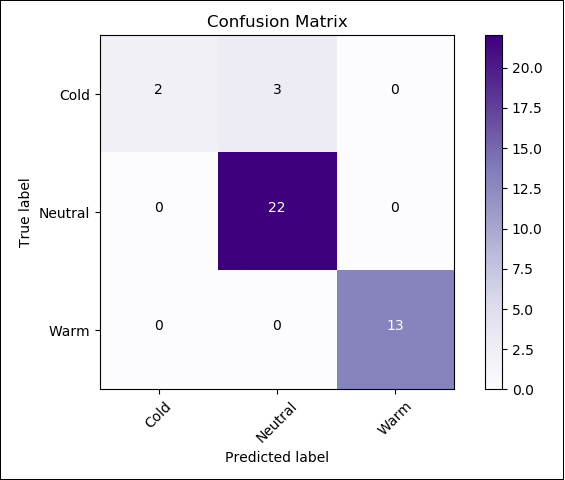 Confusion Matrix
Cold 2 3 0
Neutral 0 22 0
Warm 0 0 13
True label
Cold Neutral Warm
Predicted label
20.0
17.5
15.0
12.5
10.0
7.5
5.0
2.5
0.0